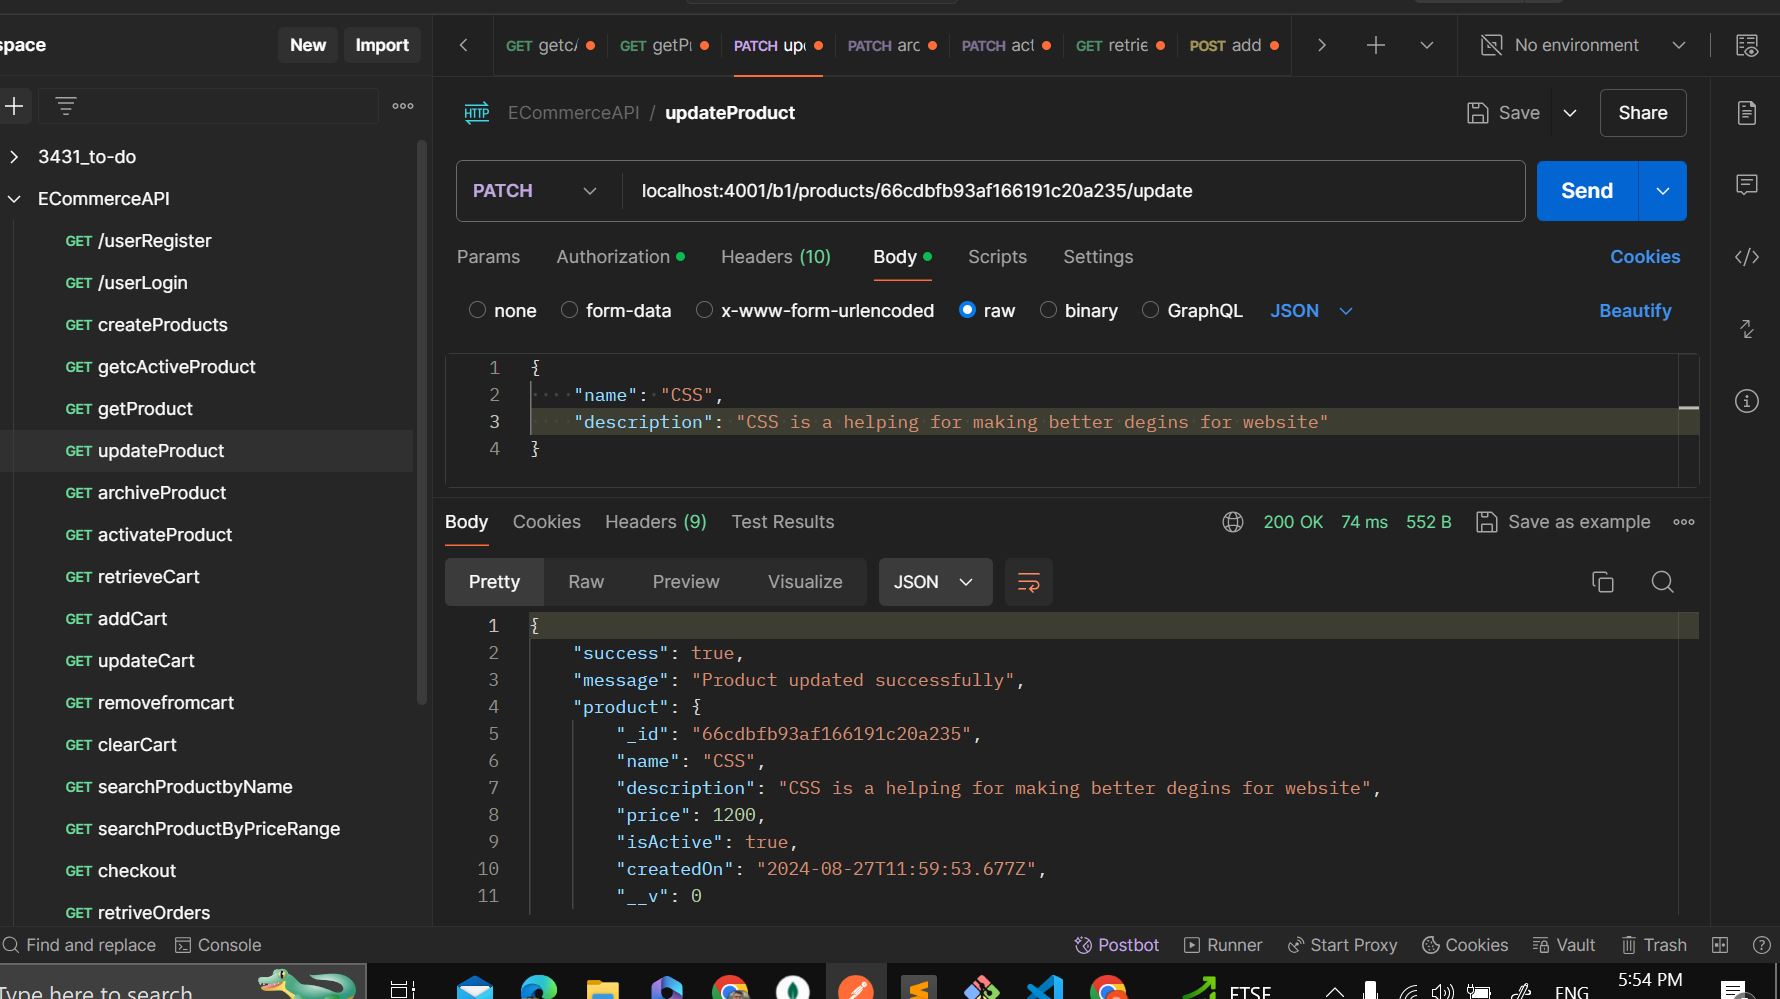 space
New
Import
GET getcA
GET getPr
PATCH upd
PATCH arc
PATCH act
GET retrie
POST add
No environment
HTTP ECommerceAPI / updateProduct
Save
Share
PATCH
localhost:4001/b1/products/66cdbfb93af166191c20a235/update
Send
Params
Authorization
Headers (10)
Body
Scripts
Settings
Cookies
none
form-data
x-www-form-urlencoded
raw
binary
GraphQL
JSON
Beautify
1 {
2 "name": "CSS",
3 "description": "CSS is a helping for making better degins for website"
4 }
3431_to-do
ECommerceAPI
GET /userRegister
GET /userLogin
GET createProducts
GET getcActiveProduct
GET getProduct
GET updateProduct
GET archiveProduct
GET activateProduct
GET retrieveCart
GET addCart
GET updateCart
GET removefromcart
GET clearCart
GET searchProductbyName
GET searchProductByPriceRange
GET checkout
GET retriveOrders
Body
Cookies
Headers (9)
Test Results
200 OK
74 ms
552 B
Save as example
Pretty
Raw
Preview
Visualize
JSON
1 {
2 "success": true,
3 "message": "Product updated successfully",
4 "product": {
5 "_id": "66cdbfb93af166191c20a235",
6 "name": "CSS",
7 "description": "CSS is a helping for making better degins for website",
8 "price": 1200,
9 "isActive": true,
10 "createdOn": "2024-08-27T11:59:53.677Z",
11 "__v": 0
Find and replace
Console
Postbot
Runner
Start Proxy
Cookies
Vault
Trash
Type here to search
FTSE
ENG
5:54 PM